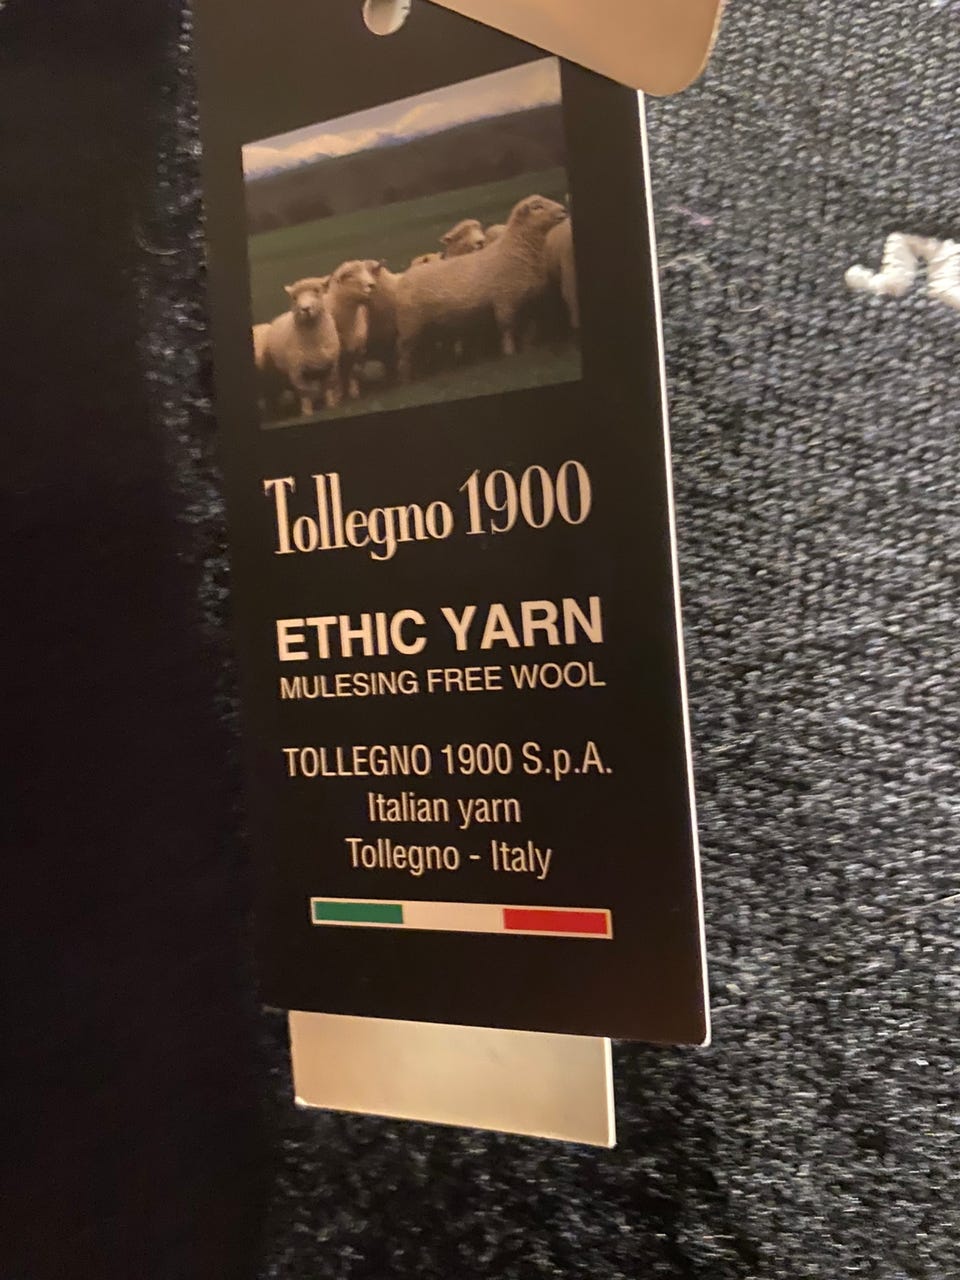 Tollegno 1900
ETHIC YARN
MULESING FREE WOOL
TOLLEGNO 1900 S.p.A.
Italian yarn
Tollegno - Italy